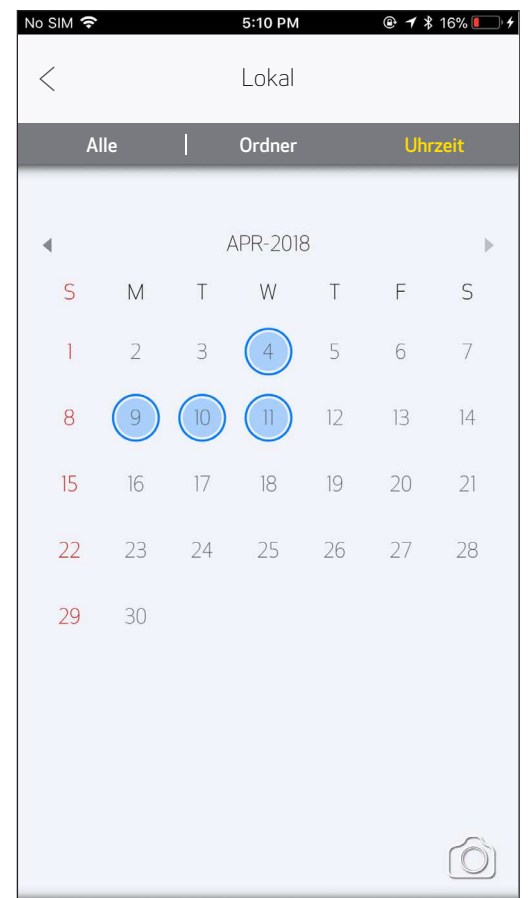 No SIM 5:10 PM 16%
Lokal
Alle | Ordner Uhrzeit
APR-2018
S M T W T F S
1 2 3 4 5 6 7
8 9 10 11 12 13 14
15 16 17 18 19 20 21
22 23 24 25 26 27 28
29 30